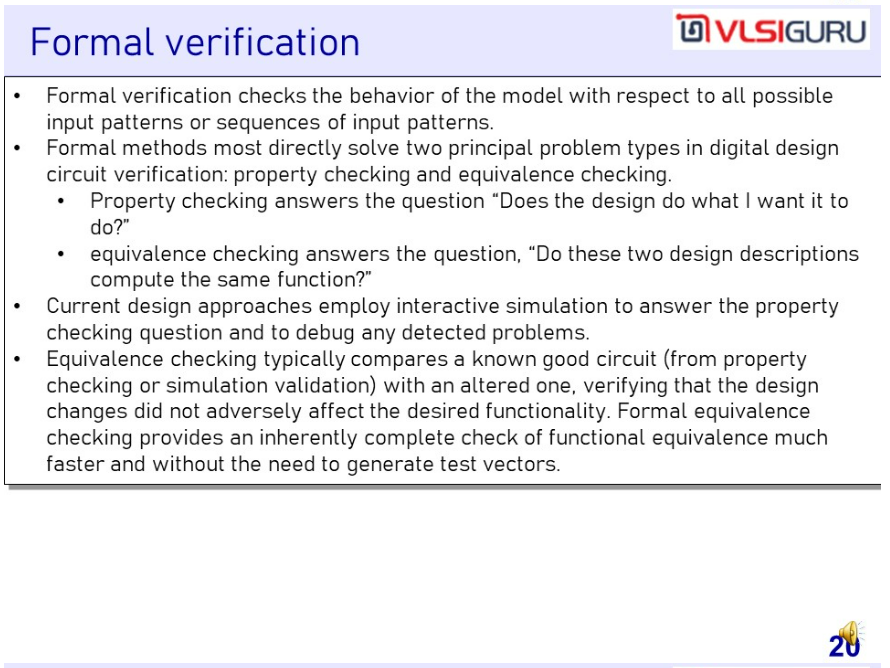 Formal verification
VLSIGURU
• Formal verification checks the behavior of the model with respect to all possible
input patterns or sequences of input patterns.
• Formal methods most directly solve two principal problem types in digital design
circuit verification: property checking and equivalence checking.
• Property checking answers the question “Does the design do what I want it to
do?”
• equivalence checking answers the question, “Do these two design descriptions
compute the same function?”
• Current design approaches employ interactive simulation to answer the property
checking question and to debug any detected problems.
• Equivalence checking typically compares a known good circuit (from property
checking or simulation validation) with an altered one, verifying that the design
changes did not adversely affect the desired functionality. Formal equivalence
checking provides an inherently complete check of functional equivalence much
faster and without the need to generate test vectors.
20